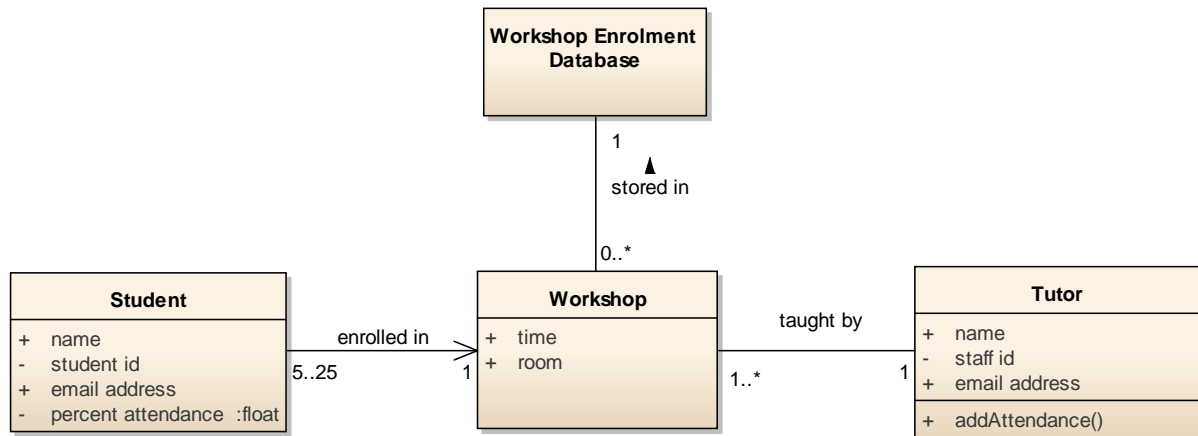 Workshop Enrolment
Database
1
stored in
0..*
Student
+ name
- student id
+ email address
- percent attendance :float
enrolled in
5..25
1
Workshop
+ time
+ room
taught by
1..*
1
Tutor
+ name
- staff id
+ email address
+ addAttendance()